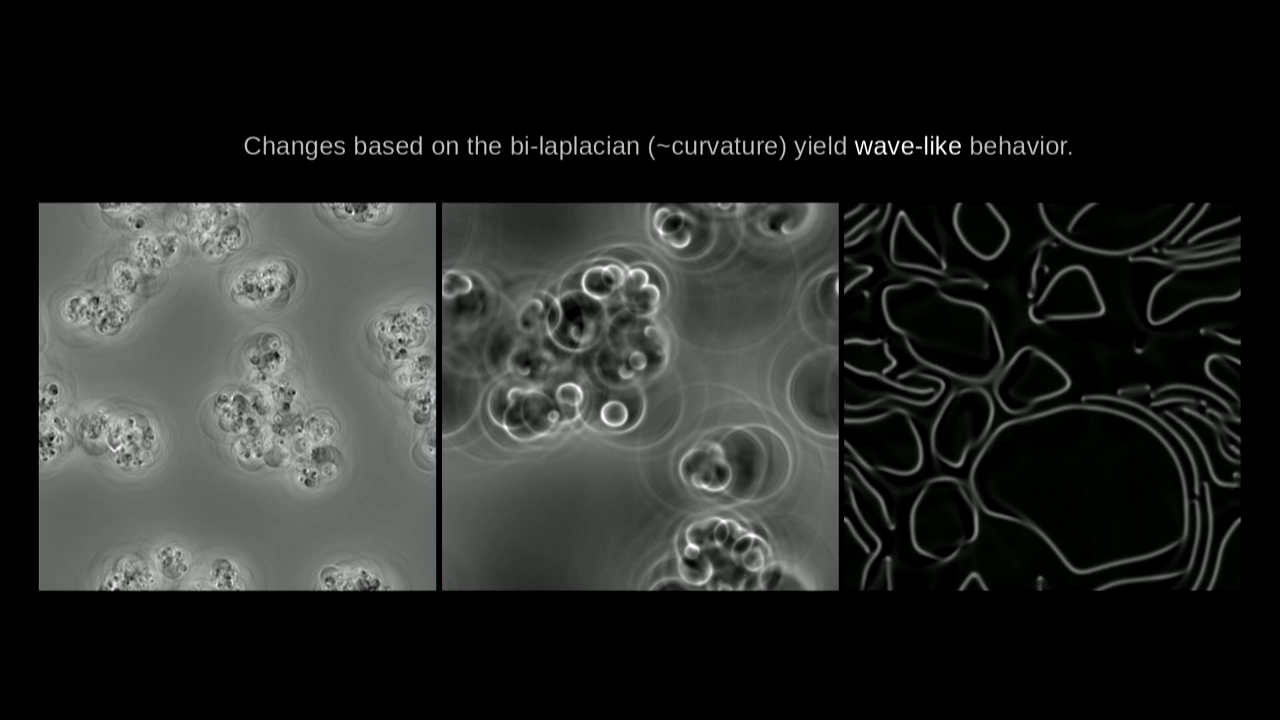 Changes based on the bi-laplacian (~curvature) yield wave-like behavior.